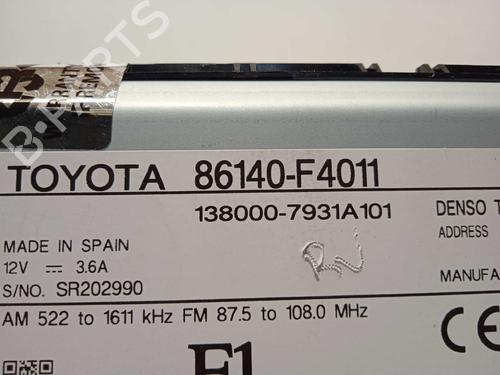 B-PARTS
TOYOTA 86140-F4011
138000-7931A101
DENSO T
ADDRESS
MADE IN SPAIN
12V ⎓ 3.6A
S/NO. SR202990
MANUFA
AM 522 to 1611 kHz FM 87.5 to 108.0 MHz
CE
E1